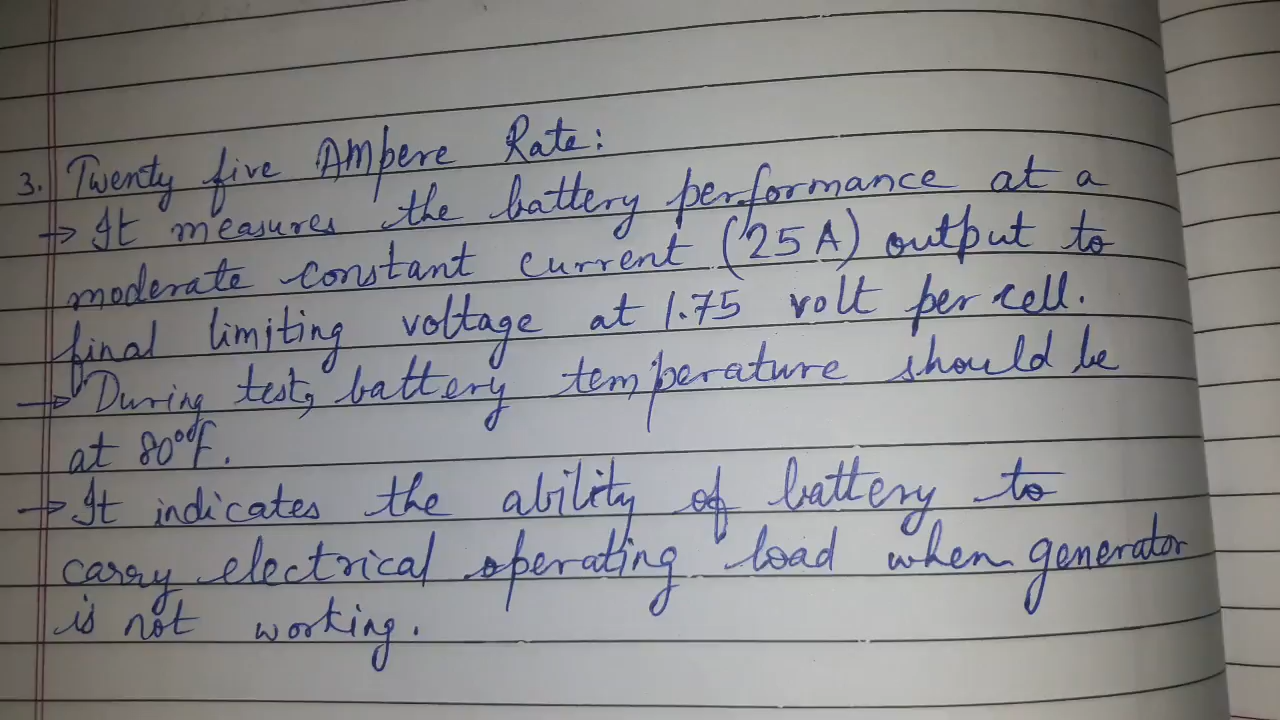 3. Twenty five Ampere Rate:
→ It measures the battery performance at a
moderate constant current (25A) output to
final limiting voltage at 1.75 volt per cell.
→ During test, battery temperature should be
at 80°F.
→ It indicates the ability of battery to
carry electrical operating load when generator
is not working.